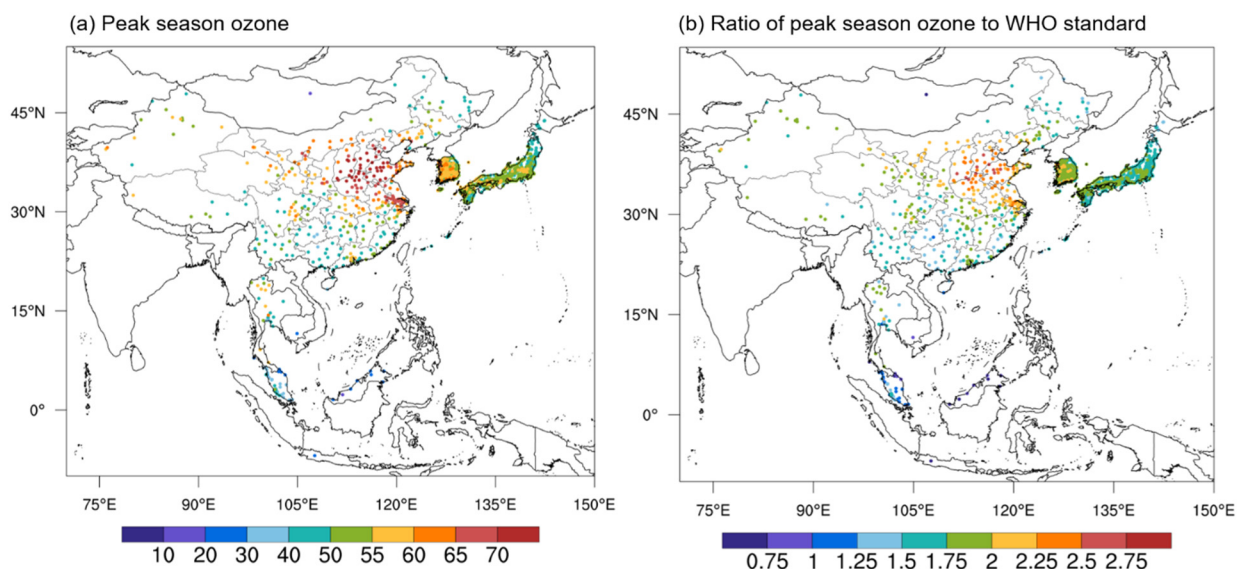 (a) Peak season ozone
(b) Ratio of peak season ozone to WHO standard
45°N
30°N
15°N
0°
75°E 90°E 105°E 120°E 135°E 150°E
10 20 30 40 50 55 60 65 70
45°N
30°N
15°N
0°
75°E 90°E 105°E 120°E 135°E 150°E
0.75 1 1.25 1.5 1.75 2 2.25 2.5 2.75